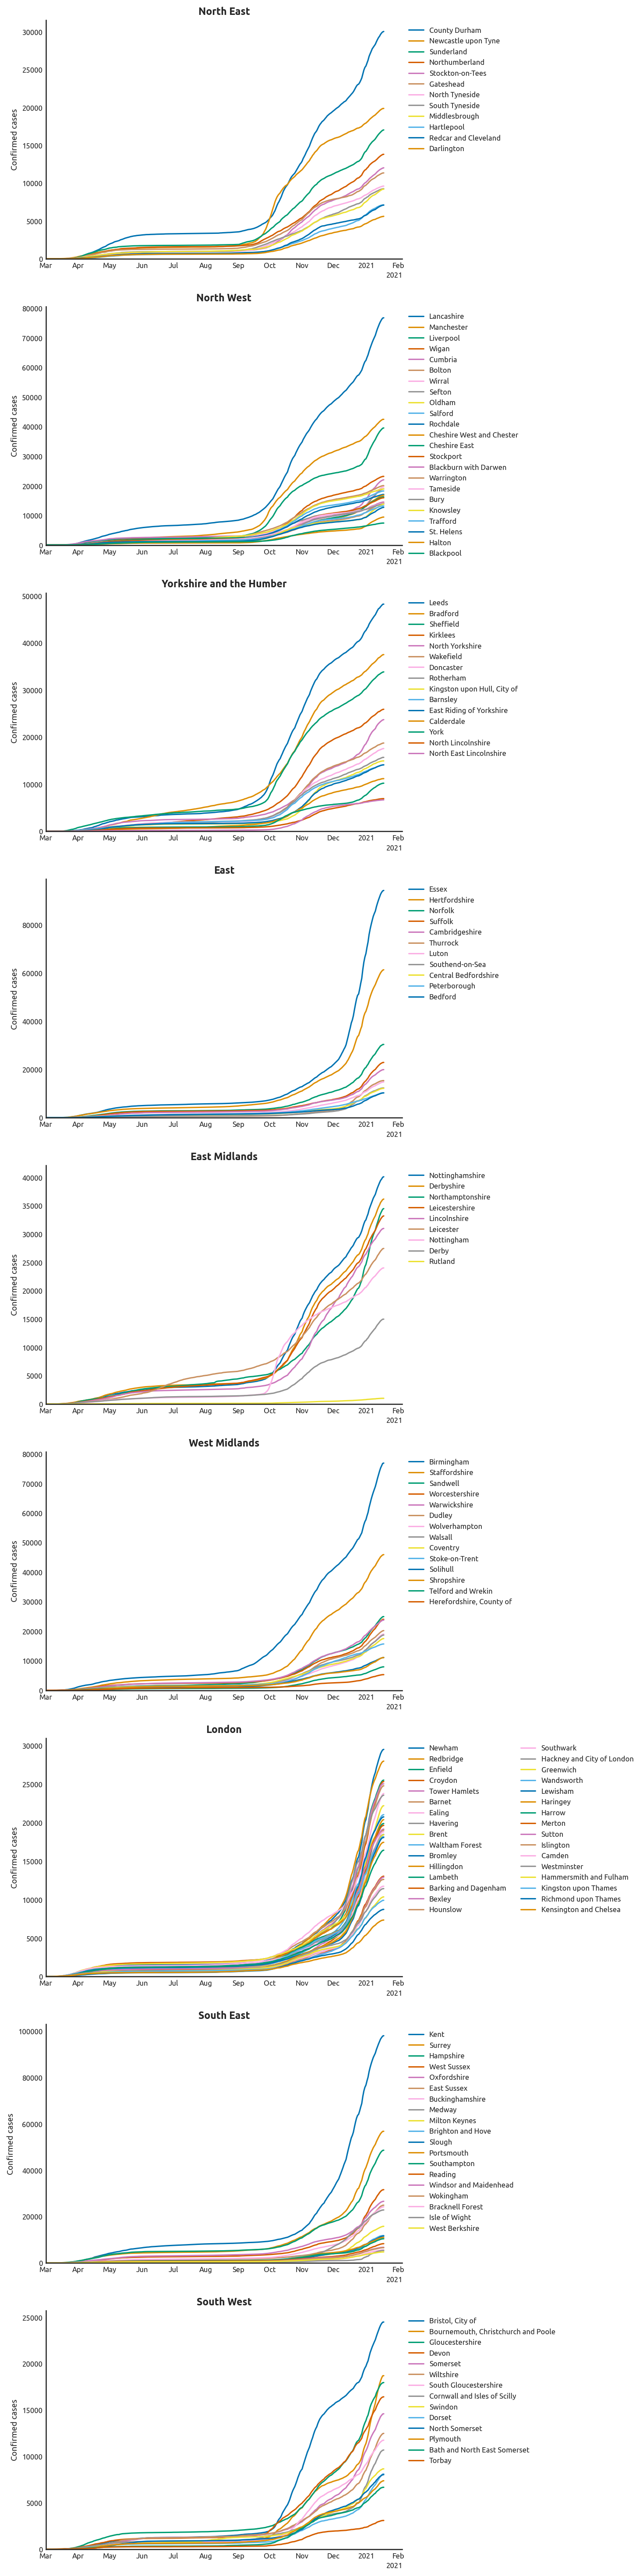 North East
30000
25000
20000
15000
10000
5000
0
Confirmed cases
Mar Apr May Jun Jul Aug Sep Oct Nov Dec 2021 Feb
2021
County Durham
Newcastle upon Tyne
Sunderland
Northumberland
Stockton-on-Tees
Gateshead
North Tyneside
South Tyneside
Middlesbrough
Hartlepool
Redcar and Cleveland
Darlington
North West
80000
70000
60000
50000
40000
30000
20000
10000
0
Confirmed cases
Mar Apr May Jun Jul Aug Sep Oct Nov Dec 2021 Feb
2021
Lancashire
Manchester
Liverpool
Wigan
Cumbria
Bolton
Wirral
Sefton
Oldham
Salford
Rochdale
Cheshire West and Chester
Cheshire East
Stockport
Blackburn with Darwen
Warrington
Tameside
Bury
Knowsley
Trafford
St. Helens
Halton
Blackpool
Yorkshire and the Humber
50000
40000
30000
20000
10000
0
Confirmed cases
Mar Apr May Jun Jul Aug Sep Oct Nov Dec 2021 Feb
2021
Leeds
Bradford
Sheffield
Kirklees
North Yorkshire
Wakefield
Doncaster
Rotherham
Kingston upon Hull, City of
Barnsley
East Riding of Yorkshire
Calderdale
York
North Lincolnshire
North East Lincolnshire
East
80000
60000
40000
20000
0
Confirmed cases
Mar Apr May Jun Jul Aug Sep Oct Nov Dec 2021 Feb
2021
Essex
Hertfordshire
Norfolk
Suffolk
Cambridgeshire
Thurrock
Luton
Southend-on-Sea
Central Bedfordshire
Peterborough
Bedford
East Midlands
40000
35000
30000
25000
20000
15000
10000
5000
0
Confirmed cases
Mar Apr May Jun Jul Aug Sep Oct Nov Dec 2021 Feb
2021
Nottinghamshire
Derbyshire
Northamptonshire
Leicestershire
Lincolnshire
Leicester
Nottingham
Derby
Rutland
West Midlands
80000
70000
60000
50000
40000
30000
20000
10000
0
Confirmed cases
Mar Apr May Jun Jul Aug Sep Oct Nov Dec 2021 Feb
2021
Birmingham
Staffordshire
Sandwell
Worcestershire
Warwickshire
Dudley
Wolverhampton
Walsall
Coventry
Stoke-on-Trent
Solihull
Shropshire
Telford and Wrekin
Herefordshire, County of
London
30000
25000
20000
15000
10000
5000
0
Confirmed cases
Mar Apr May Jun Jul Aug Sep Oct Nov Dec 2021 Feb
2021
Newham
Redbridge
Enfield
Croydon
Tower Hamlets
Barnet
Ealing
Havering
Brent
Waltham Forest
Bromley
Hillingdon
Lambeth
Barking and Dagenham
Bexley
Hounslow
Southwark
Hackney and City of London
Greenwich
Wandsworth
Lewisham
Haringey
Harrow
Merton
Sutton
Islington
Camden
Westminster
Hammersmith and Fulham
Kingston upon Thames
Richmond upon Thames
Kensington and Chelsea
South East
100000
80000
60000
40000
20000
0
Confirmed cases
Mar Apr May Jun Jul Aug Sep Oct Nov Dec 2021 Feb
2021
Kent
Surrey
Hampshire
West Sussex
Oxfordshire
East Sussex
Buckinghamshire
Medway
Milton Keynes
Brighton and Hove
Slough
Portsmouth
Southampton
Reading
Windsor and Maidenhead
Wokingham
Bracknell Forest
Isle of Wight
West Berkshire
South West
25000
20000
15000
10000
5000
0
Confirmed cases
Mar Apr May Jun Jul Aug Sep Oct Nov Dec 2021 Feb
2021
Bristol, City of
Bournemouth, Christchurch and Poole
Gloucestershire
Devon
Somerset
Wiltshire
South Gloucestershire
Cornwall and Isles of Scilly
Swindon
Dorset
North Somerset
Plymouth
Bath and North East Somerset
Torbay